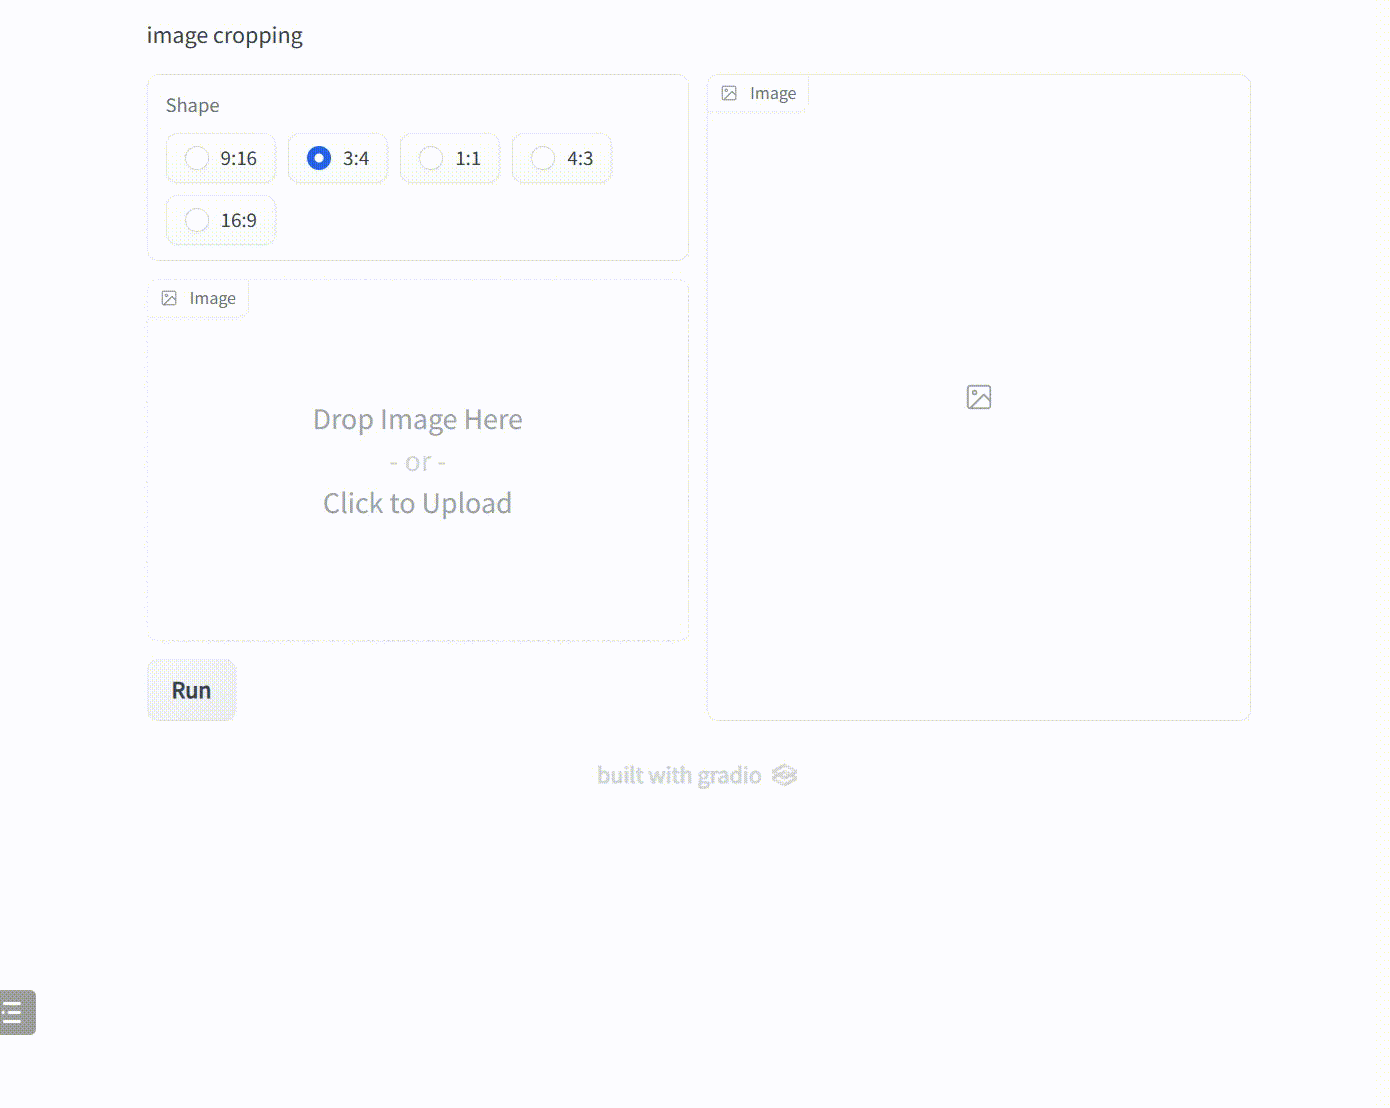 image cropping
Shape
9:16
3:4
1:1
4:3
16:9
Image
Drop Image Here
- or -
Click to Upload
Run
Image
built with gradio